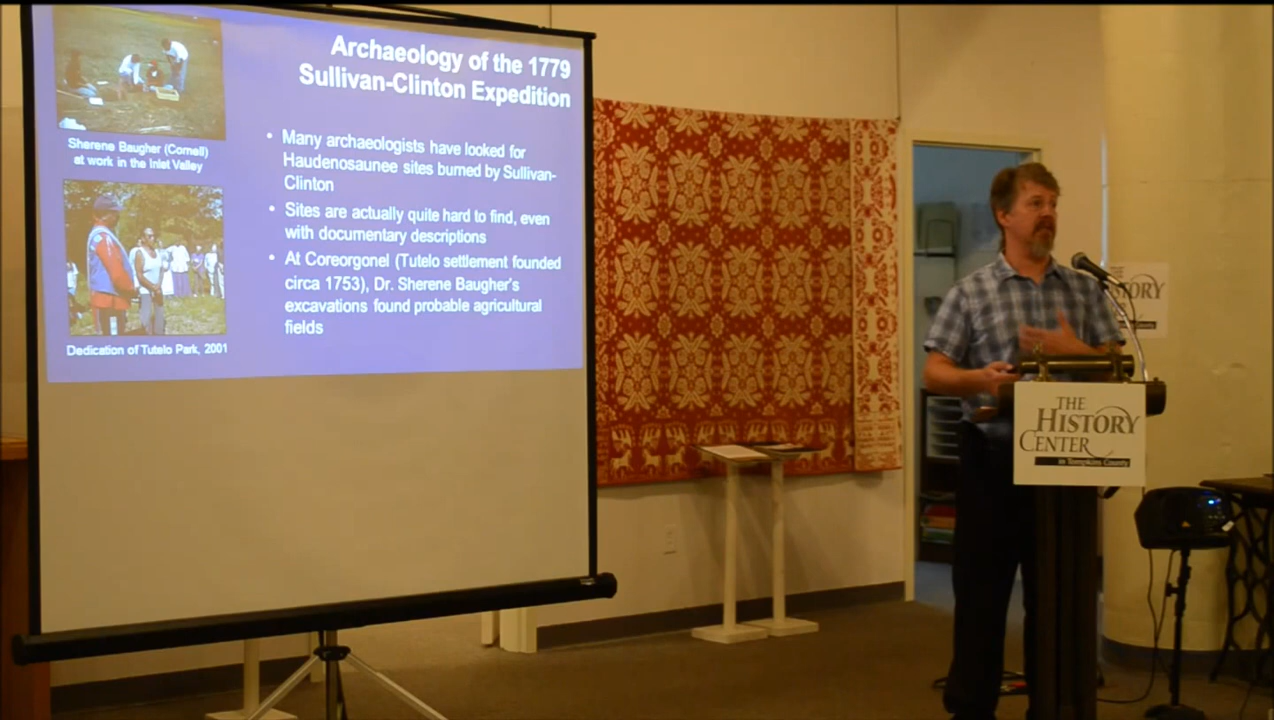 Archaeology of the 1779
Sullivan-Clinton Expedition
Sherene Baugher (Cornell)
at work in the Inlet Valley
• Many archaeologists have looked for
Haudenosaunee sites burned by Sullivan-
Clinton
• Sites are actually quite hard to find, even
with documentary descriptions
• At Coreorgonel (Tutelo settlement founded
circa 1753), Dr. Sherene Baugher's
excavations found probable agricultural
fields
Dedication of Tutelo Park, 2001
THE
HISTORY
CENTER
in Tompkins County